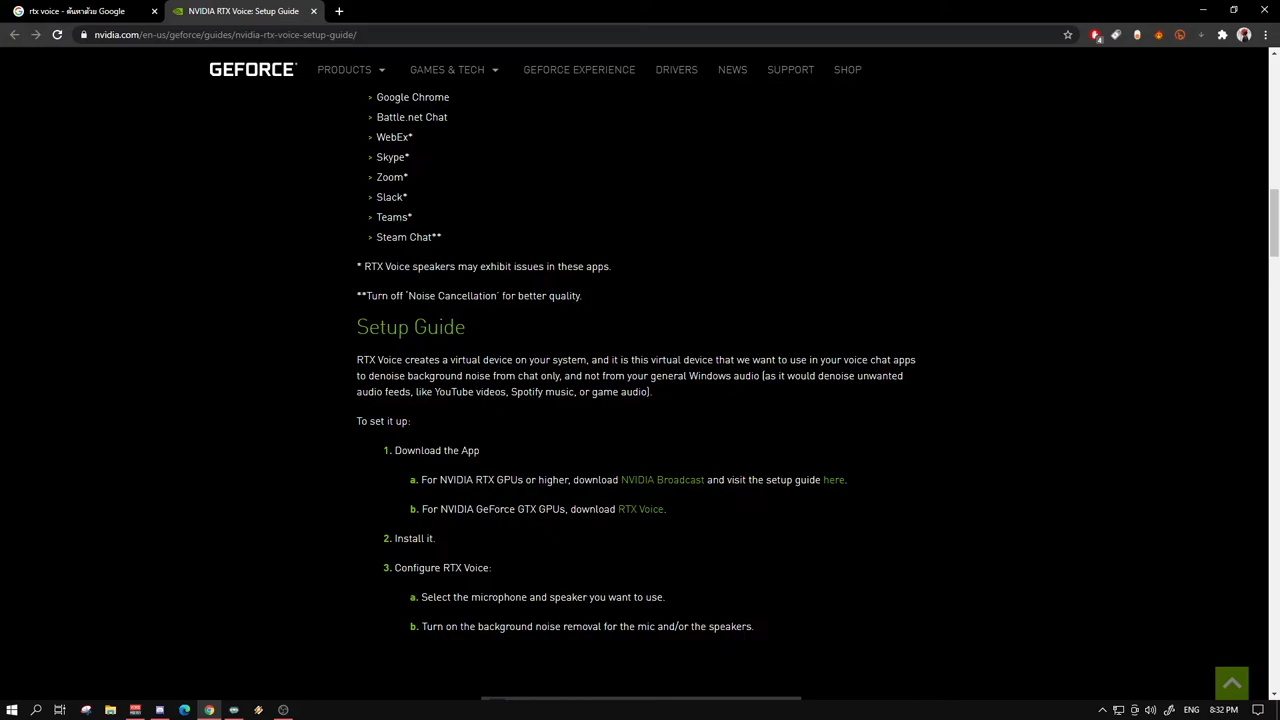 rtx voice - ค้นหาด้วย Google
NVIDIA RTX Voice: Setup Guide
nvidia.com/en-us/geforce/guides/nvidia-rtx-voice-setup-guide/
4
GEFORCE PRODUCTS GAMES & TECH GEFORCE EXPERIENCE DRIVERS NEWS SUPPORT SHOP
> Google Chrome
> Battle.net Chat
> WebEx*
> Skype*
> Zoom*
> Slack*
> Teams*
> Steam Chat**
* RTX Voice speakers may exhibit issues in these apps.
**Turn off 'Noise Cancellation' for better quality.
Setup Guide
RTX Voice creates a virtual device on your system, and it is this virtual device that we want to use in your voice chat apps
to denoise background noise from chat only, and not from your general Windows audio (as it would denoise unwanted
audio feeds, like YouTube videos, Spotify music, or game audio).
To set it up:
1. Download the App
a. For NVIDIA RTX GPUs or higher, download NVIDIA Broadcast and visit the setup guide here.
b. For NVIDIA GeForce GTX GPUs, download RTX Voice.
2. Install it.
3. Configure RTX Voice:
a. Select the microphone and speaker you want to use.
b. Turn on the background noise removal for the mic and/or the speakers.
ENG 8:32 PM